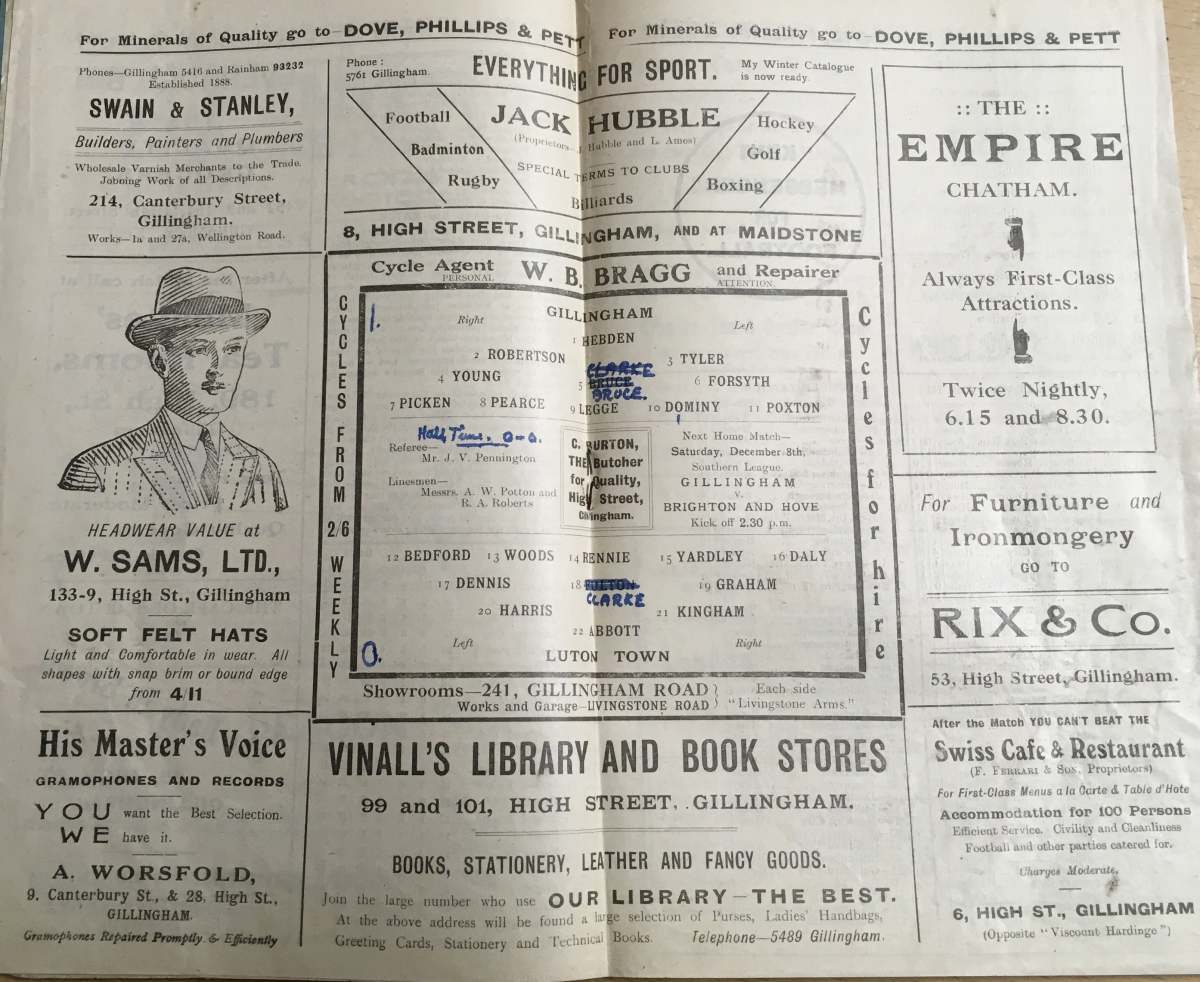 For Minerals of Quality go to—DOVE, PHILLIPS & PETT
For Minerals of Quality go to—DOVE, PHILLIPS & PETT
Phones—Gillingham 5416 and Rainham 93232
Established 1888.
SWAIN & STANLEY,
Builders, Painters and Plumbers
Wholesale Varnish Merchants to the Trade.
Jobbing Work of all Descriptions.
214, Canterbury Street,
Gillingham.
Works—1a and 27a, Wellington Road.
HEADWEAR VALUE at
W. SAMS, LTD.,
133-9, High St., Gillingham
SOFT FELT HATS
Light and Comfortable in wear. All
shapes with snap brim or bound edge
from 4/11
His Master's Voice
GRAMOPHONES AND RECORDS
YOU want the Best Selection.
WE have it.
A. WORSFOLD,
9, Canterbury St., & 28, High St.,
GILLINGHAM.
Gramophones Repaired Promptly & Efficiently
Phone:
5761 Gillingham.
EVERYTHING FOR SPORT.
My Winter Catalogue
is now ready.
Football
Badminton
Rugby
JACK HUBBLE
(Proprietors—J. Hubble and L. Amos)
SPECIAL TERMS TO CLUBS
Billiards
Hockey
Golf
Boxing
8, HIGH STREET, GILLINGHAM, AND AT MAIDSTONE
Cycle Agent W. B. BRAGG and Repairer
PERSONAL ATTENTION.
CYCLES FROM 2/6 WEEKLY
Cycles for hire
1.
GILLINGHAM
Right Left
1 HEBDEN
2 ROBERTSON 3 TYLER
CLARKE
4 YOUNG 5 BRUCE 6 FORSYTH
BRUCE.
7 PICKEN 8 PEARCE 9 LEGGE 10 DOMINY 11 POXTON
1
Half Time. 0-0.
Referee—
Mr. J. V. Pennington
Linesmen—
Messrs. A. W. Potton and
R. A. Roberts
C. BURTON,
THE Butcher
for Quality,
High Street,
Gillingham.
Next Home Match—
Saturday, December 8th,
Southern League.
GILLINGHAM
v.
BRIGHTON AND HOVE
Kick off 2.30 p.m.
12 BEDFORD 13 WOODS 14 RENNIE 15 YARDLEY 16 DALY
17 DENNIS 18 19 GRAHAM
CLARKE
20 HARRIS 21 KINGHAM
22 ABBOTT
Left Right
LUTON TOWN
0.
Showrooms—241, GILLINGHAM ROAD
Works and Garage—LIVINGSTONE ROAD
Each side
"Livingstone Arms."
VINALL'S LIBRARY AND BOOK STORES
99 and 101, HIGH STREET, GILLINGHAM.
BOOKS, STATIONERY, LEATHER AND FANCY GOODS.
Join the large number who use OUR LIBRARY—THE BEST.
At the above address will be found a large selection of Purses, Ladies' Handbags,
Greeting Cards, Stationery and Technical Books. Telephone—5489 Gillingham.
:: THE ::
EMPIRE
CHATHAM.
Always First-Class
Attractions.
Twice Nightly,
6.15 and 8.30.
For Furniture and
Ironmongery
GO TO
RIX & Co.
53, High Street, Gillingham.
After the Match YOU CAN'T BEAT THE
Swiss Cafe & Restaurant
(F. FERRARI & SON, Proprietors)
For First-Class Menus a la Carte & Table d'Hote
Accommodation for 100 Persons
Efficient Service. Civility and Cleanliness
Football and other parties catered for.
Charges Moderate.
6, HIGH ST., GILLINGHAM
(Opposite "Viscount Hardinge")